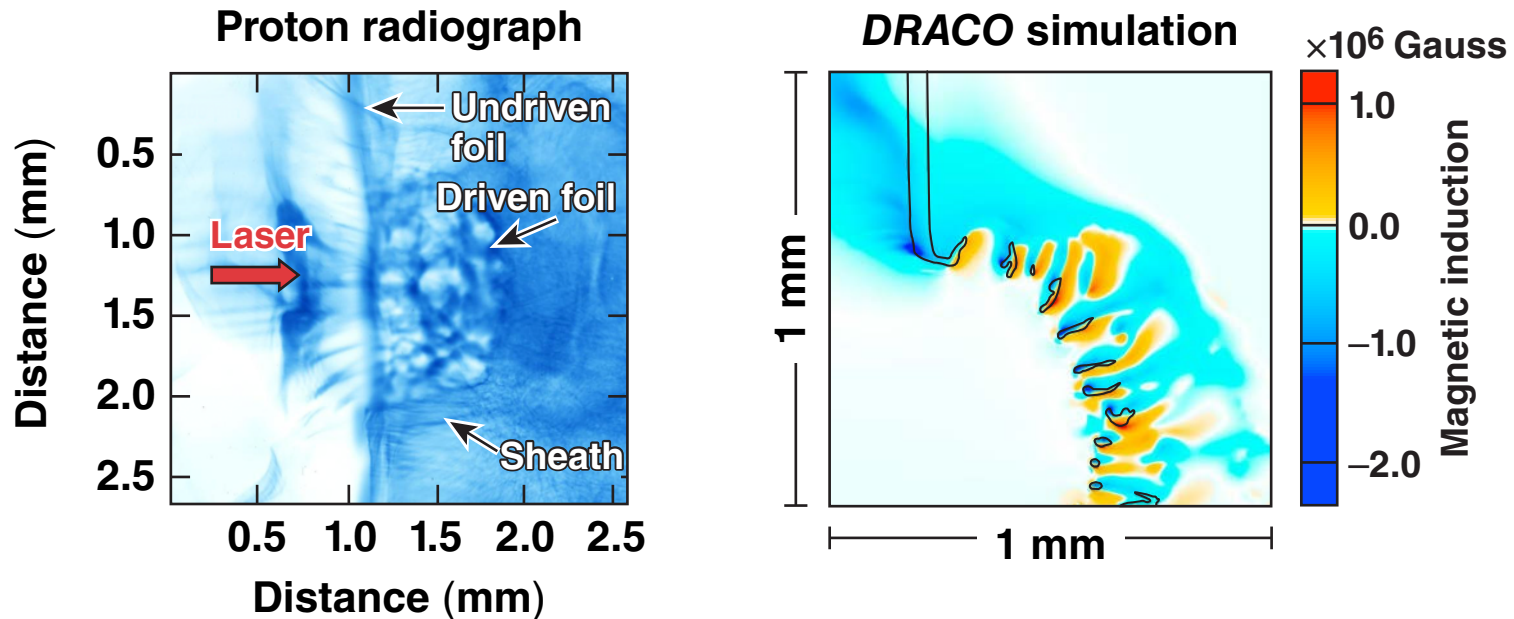 Proton radiograph
Distance (mm)
0.5
1.0
1.5
2.0
2.5
Undriven
foil
Driven foil
Laser
Sheath
0.5
1.0
1.5
2.0
2.5
Distance (mm)
DRACO simulation
1 mm
1 mm
×10⁶ Gauss
1.0
0.0
–1.0
–2.0
Magnetic induction